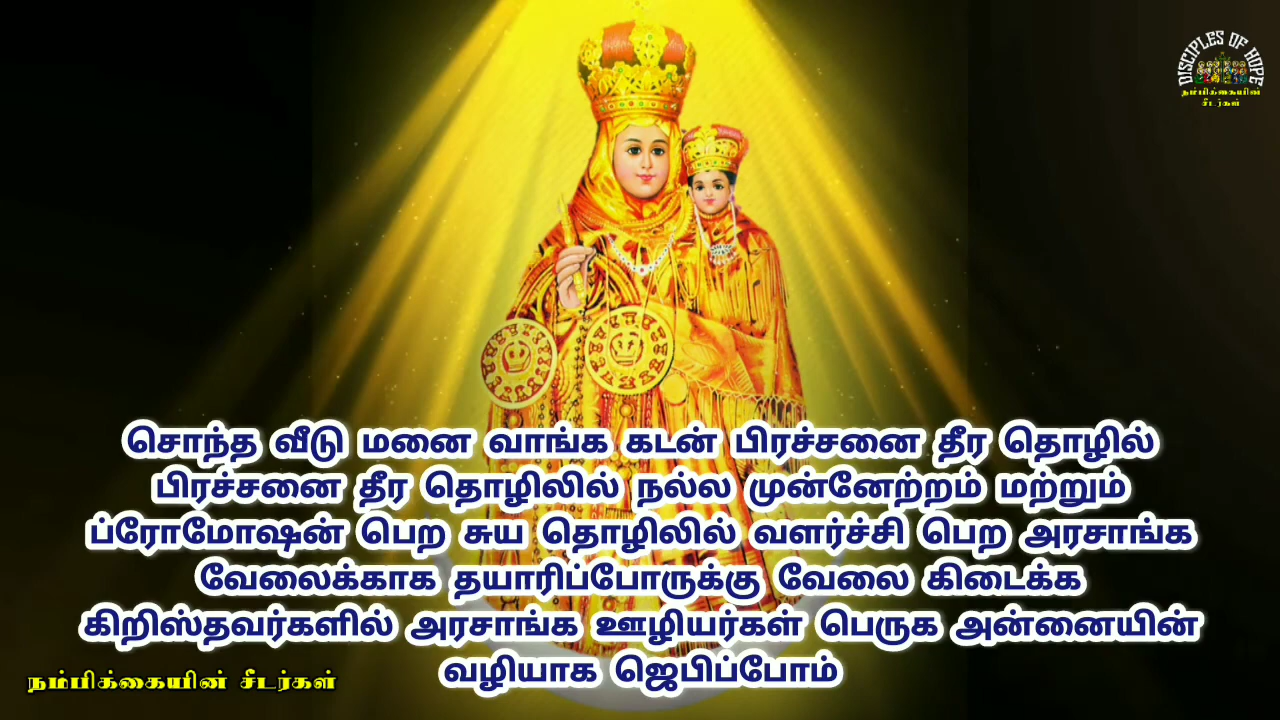 DISCIPLES OF HOPE
நம்பிக்கையின்
சீடர்கள்
சொந்த வீடு மனை வாங்க கடன் பிரச்சனை தீர தொழில்
பிரச்சனை தீர தொழிலில் நல்ல முன்னேற்றம் மற்றும்
ப்ரோமோஷன் பெற சுய தொழிலில் வளர்ச்சி பெற அரசாங்க
வேலைக்காக தயாரிப்போருக்கு வேலை கிடைக்க
கிறிஸ்தவர்களில் அரசாங்க ஊழியர்கள் பெருக அன்னையின்
வழியாக ஜெபிப்போம்
நம்பிக்கையின் சீடர்கள்